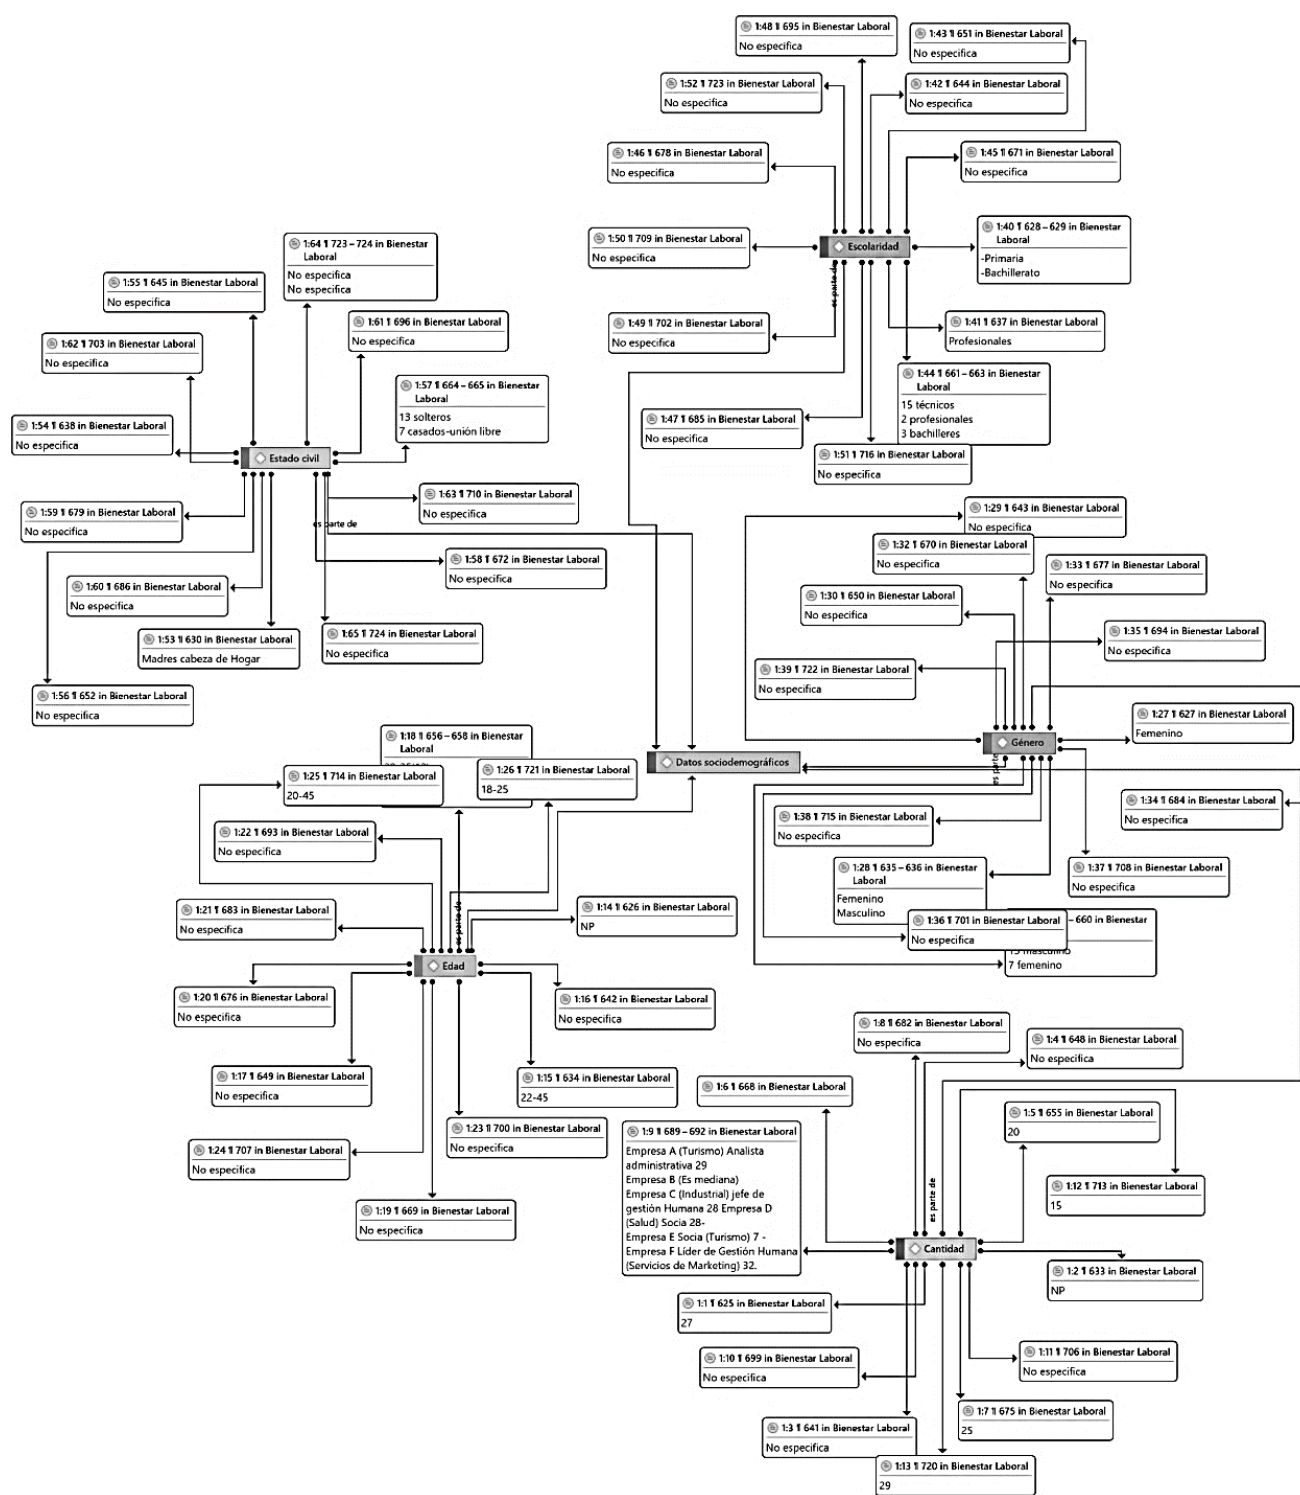 1:48 ¶ 695 in Bienestar Laboral
No especifica
1:43 ¶ 651 in Bienestar Laboral
No especifica
1:52 ¶ 723 in Bienestar Laboral
No especifica
1:42 ¶ 644 in Bienestar Laboral
No especifica
1:46 ¶ 678 in Bienestar Laboral
No especifica
1:45 ¶ 671 in Bienestar Laboral
No especifica
1:50 ¶ 709 in Bienestar Laboral
No especifica
Escolaridad
1:40 ¶ 628 – 629 in Bienestar
Laboral
-Primaria
-Bachillerato
es parte de
1:49 ¶ 702 in Bienestar Laboral
No especifica
1:41 ¶ 637 in Bienestar Laboral
Profesionales
1:44 ¶ 661 – 663 in Bienestar
Laboral
15 técnicos
2 profesionales
3 bachilleres
1:47 ¶ 685 in Bienestar Laboral
No especifica
1:51 ¶ 716 in Bienestar Laboral
No especifica
1:64 ¶ 723 – 724 in Bienestar
Laboral
No especifica
No especifica
1:55 ¶ 645 in Bienestar Laboral
No especifica
1:61 ¶ 696 in Bienestar Laboral
No especifica
1:62 ¶ 703 in Bienestar Laboral
No especifica
1:57 ¶ 664 – 665 in Bienestar
Laboral
13 solteros
7 casados-unión libre
1:54 ¶ 638 in Bienestar Laboral
No especifica
Estado civil
1:63 ¶ 710 in Bienestar Laboral
No especifica
1:59 ¶ 679 in Bienestar Laboral
No especifica
es parte de
1:58 ¶ 672 in Bienestar Laboral
No especifica
1:60 ¶ 686 in Bienestar Laboral
No especifica
1:53 ¶ 630 in Bienestar Laboral
Madres cabeza de Hogar
1:65 ¶ 724 in Bienestar Laboral
No especifica
1:56 ¶ 652 in Bienestar Laboral
No especifica
1:29 ¶ 643 in Bienestar Laboral
No especifica
1:32 ¶ 670 in Bienestar Laboral
No especifica
1:33 ¶ 677 in Bienestar Laboral
No especifica
1:30 ¶ 650 in Bienestar Laboral
No especifica
1:35 ¶ 694 in Bienestar Laboral
No especifica
1:39 ¶ 722 in Bienestar Laboral
No especifica
1:27 ¶ 627 in Bienestar Laboral
Femenino
Género
es parte
Datos sociodemográficos
1:34 ¶ 684 in Bienestar Laboral
No especifica
1:38 ¶ 715 in Bienestar Laboral
No especifica
1:28 ¶ 635 – 636 in Bienestar
Laboral
Femenino
Masculino
1:37 ¶ 708 in Bienestar Laboral
No especifica
1:36 ¶ 701 in Bienestar Laboral
No especifica
– 660 in Bienestar
masculino
7 femenino
1:18 ¶ 656 – 658 in Bienestar
Laboral
1:25 ¶ 714 in Bienestar Laboral
20-45
1:26 ¶ 721 in Bienestar Laboral
18-25
1:22 ¶ 693 in Bienestar Laboral
No especifica
1:21 ¶ 683 in Bienestar Laboral
No especifica
1:14 ¶ 626 in Bienestar Laboral
NP
es parte de
Edad
1:20 ¶ 676 in Bienestar Laboral
No especifica
1:16 ¶ 642 in Bienestar Laboral
No especifica
1:17 ¶ 649 in Bienestar Laboral
No especifica
1:15 ¶ 634 in Bienestar Laboral
22-45
1:23 ¶ 700 in Bienestar Laboral
No especifica
1:24 ¶ 707 in Bienestar Laboral
No especifica
1:19 ¶ 669 in Bienestar Laboral
No especifica
1:8 ¶ 682 in Bienestar Laboral
No especifica
1:4 ¶ 648 in Bienestar Laboral
No especifica
1:6 ¶ 668 in Bienestar Laboral
No especifica
1:5 ¶ 655 in Bienestar Laboral
20
1:9 ¶ 689 – 692 in Bienestar Laboral
Empresa A (Turismo) Analista
administrativa 29
Empresa B (Es mediana)
Empresa C (Industrial) jefe de
gestión Humana 28 Empresa D
(Salud) Socia 28-
Empresa E Socia (Turismo) 7 -
Empresa F Líder de Gestión Humana
(Servicios de Marketing) 32.
1:12 ¶ 713 in Bienestar Laboral
15
es parte de
Cantidad
1:2 ¶ 633 in Bienestar Laboral
NP
1:1 ¶ 625 in Bienestar Laboral
27
1:10 ¶ 699 in Bienestar Laboral
No especifica
1:11 ¶ 706 in Bienestar Laboral
No especifica
1:7 ¶ 675 in Bienestar Laboral
25
1:3 ¶ 641 in Bienestar Laboral
No especifica
1:13 ¶ 720 in Bienestar Laboral
29